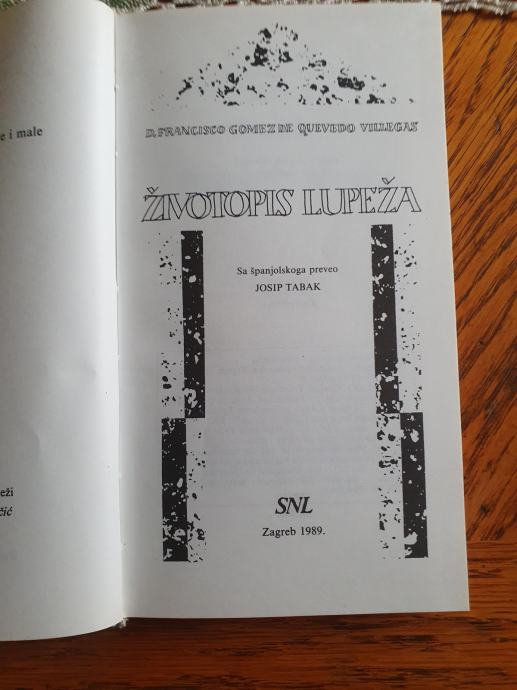 e i male
eži
čić
D. FRANCISCO GOMEZ DE QUEVEDO VILLEGAS
ŽIVOTOPIS LUPEŽA
Sa španjolskoga preveo
JOSIP TABAK
SNL
Zagreb 1989.